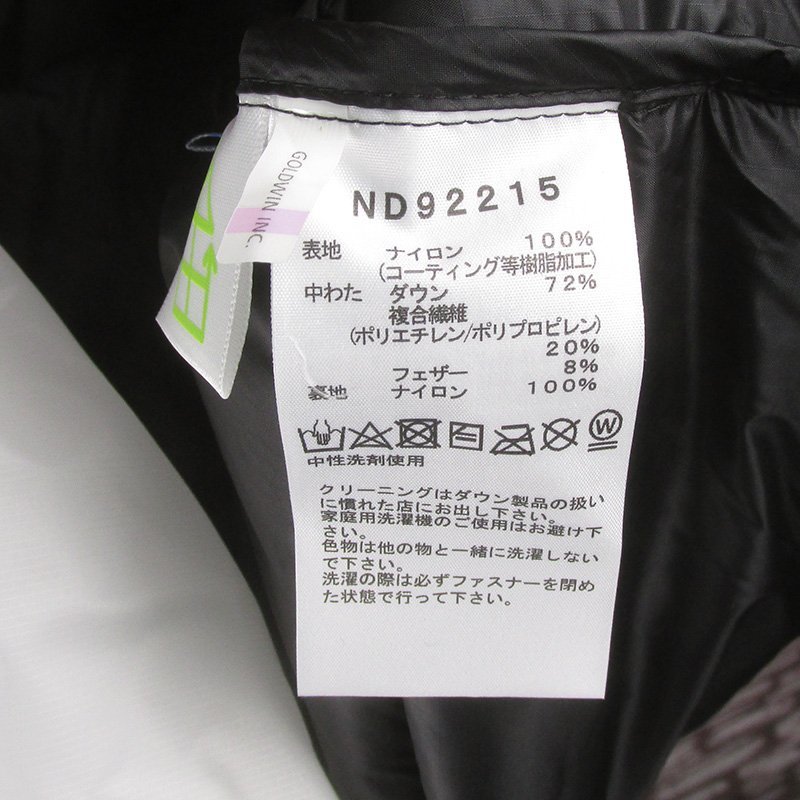 GOLDWIN INC.
ND92215
表地 ナイロン 100%
(コーティング等樹脂加工)
中わた ダウン 72%
複合繊維
(ポリエチレン/ポリプロピレン)
20%
フェザー 8%
裏地 ナイロン 100%
W
中性洗剤使用
クリーニングはダウン製品の扱い
に慣れた店にお出し下さい。
家庭用洗濯機のご使用はお避け下
さい。
色物は他の物と一緒に洗濯しない
で下さい。
洗濯の際は必ずファスナーを閉め
た状態で行って下さい。